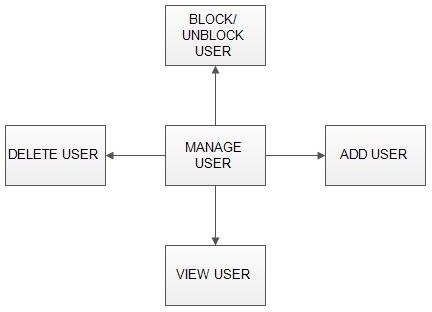 BLOCK/
UNBLOCK
USER
DELETE USER
MANAGE
USER
ADD USER
VIEW USER